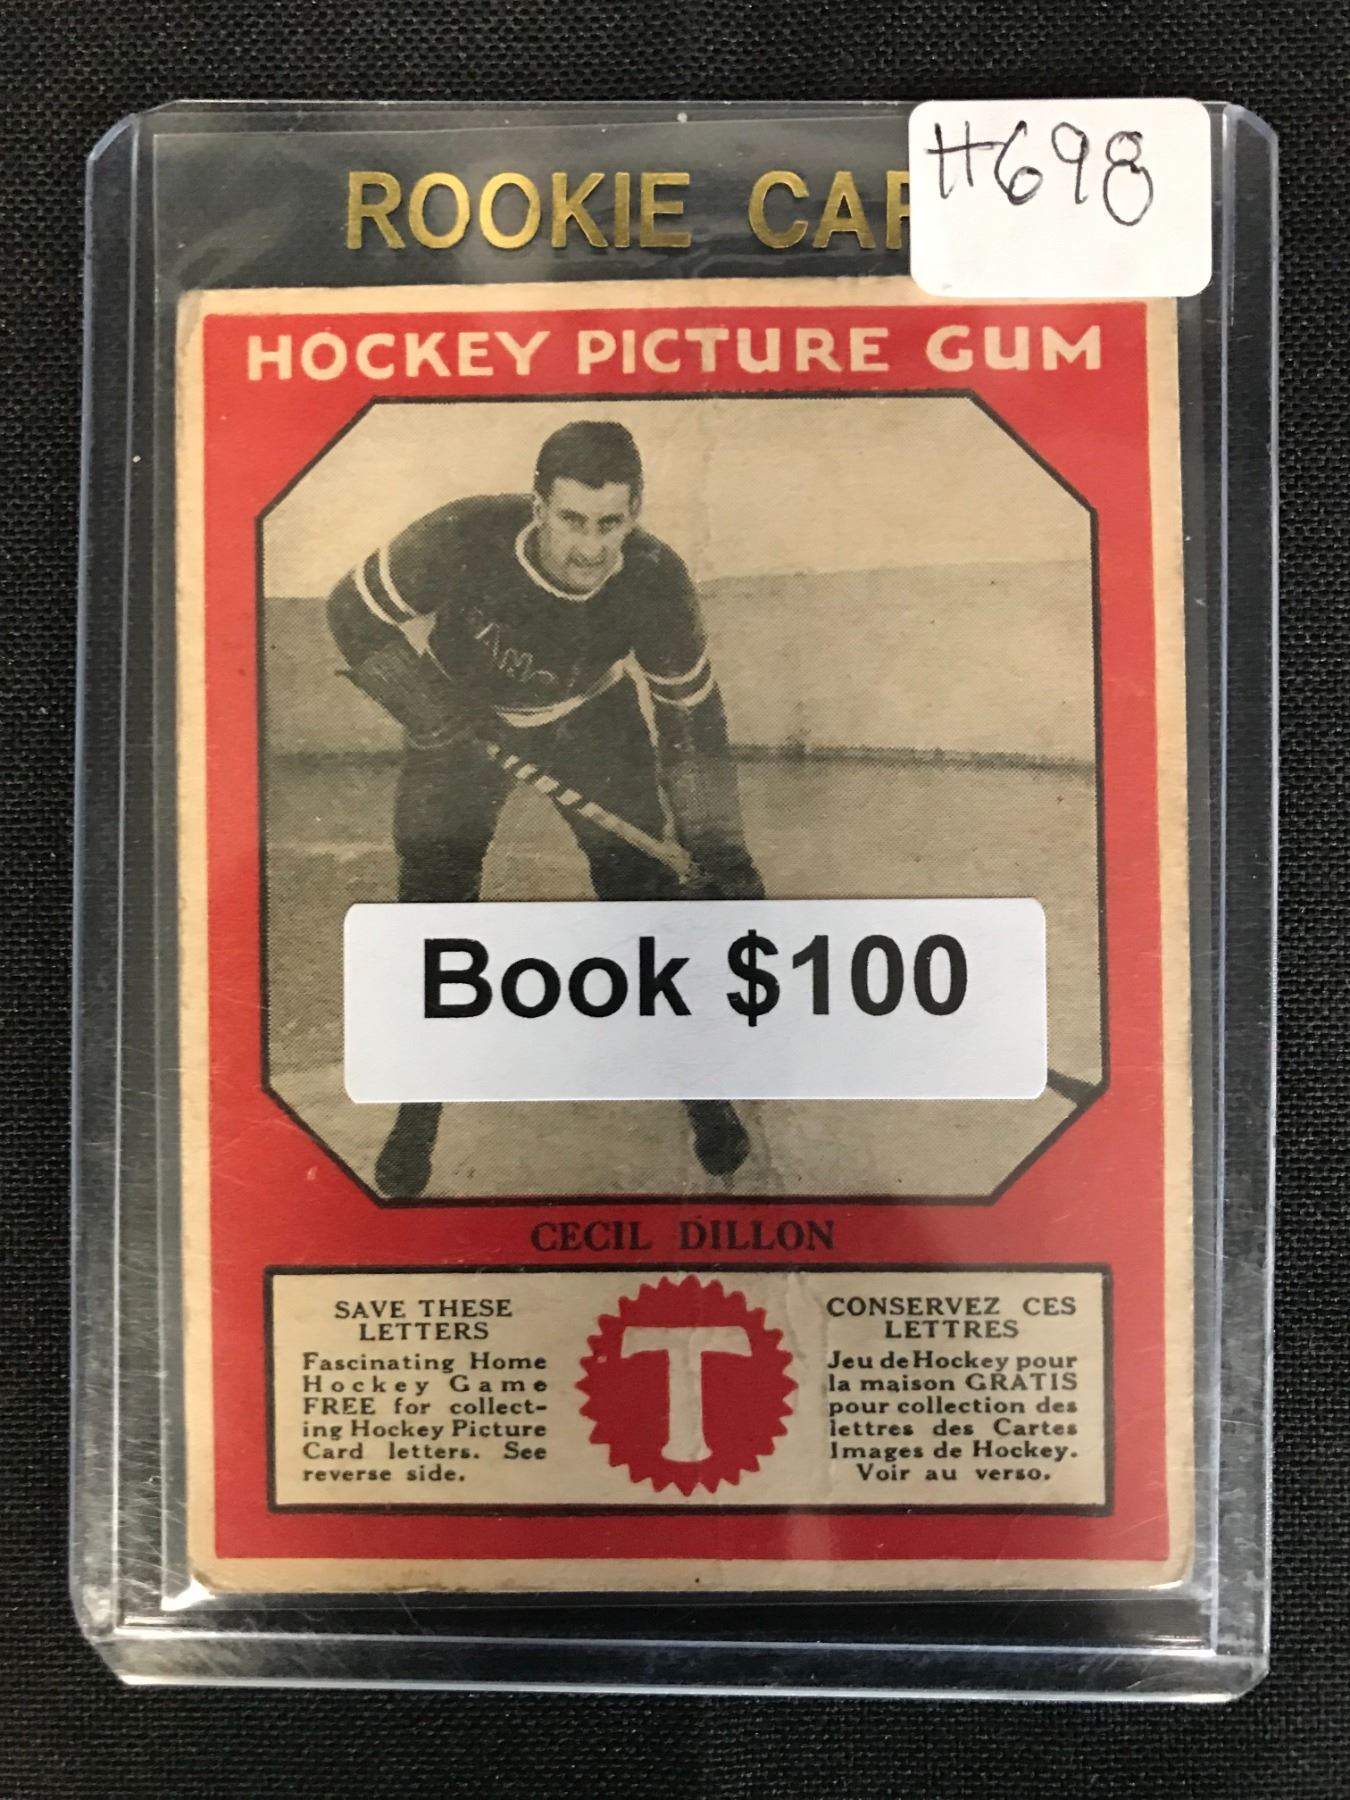 ROOKIE
#698
HOCKEY PICTURE GUM
Book $100
CECIL DILLON
SAVE THESE
LETTERS
Fascinating Home
Hockey Game
FREE for collect-
ing Hockey Picture
Card letters. See
reverse side.
T
CONSERVEZ CES
LETTRES
Jeu de Hockey pour
la maison GRATIS
pour collection des
lettres des Cartes
Images de Hockey.
Voir au verso.